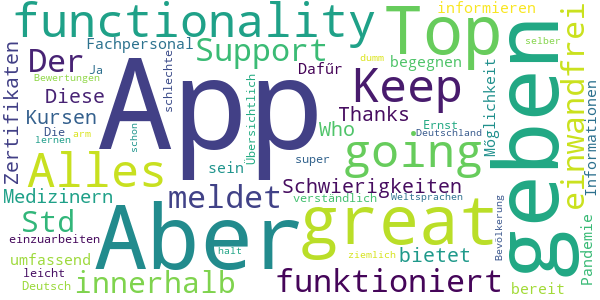 functionality
Top
informieren
Fachpersonal
Support
Der
Ja
Dafür
begegnen
dumm
selber
Bewertungen
App
Keep
geben
einwandfrei
Zertifikaten
Diese
schlechte
Übersichtlich
Möglichkeit
Informationen
arm
Kursen
Thanks
Who
Die
lernen
schon
Ernst
Deutschland
going
Alles
super
sein
Medizinern
meldet
Schwierigkeiten
verständlich
Weltsprachen
Aber
great
Std
Bevölkerung
Pandemie
einzuarbeiten
umfassend
halt
ziemlich
bietet
leicht
innerhalb
funktioniert
Deutsch
bereit